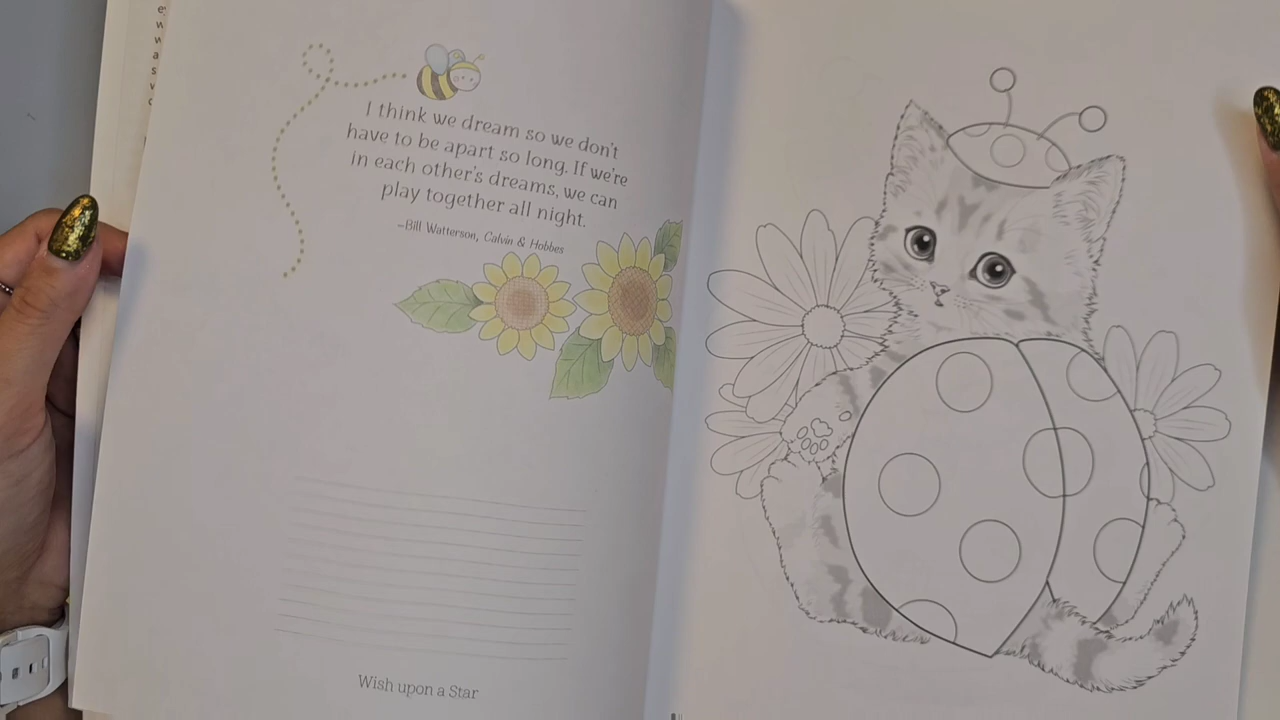 I think we dream so we don't
have to be apart so long. If we're
in each other's dreams, we can
play together all night.
–Bill Watterson, Calvin & Hobbes
Wish upon a Star